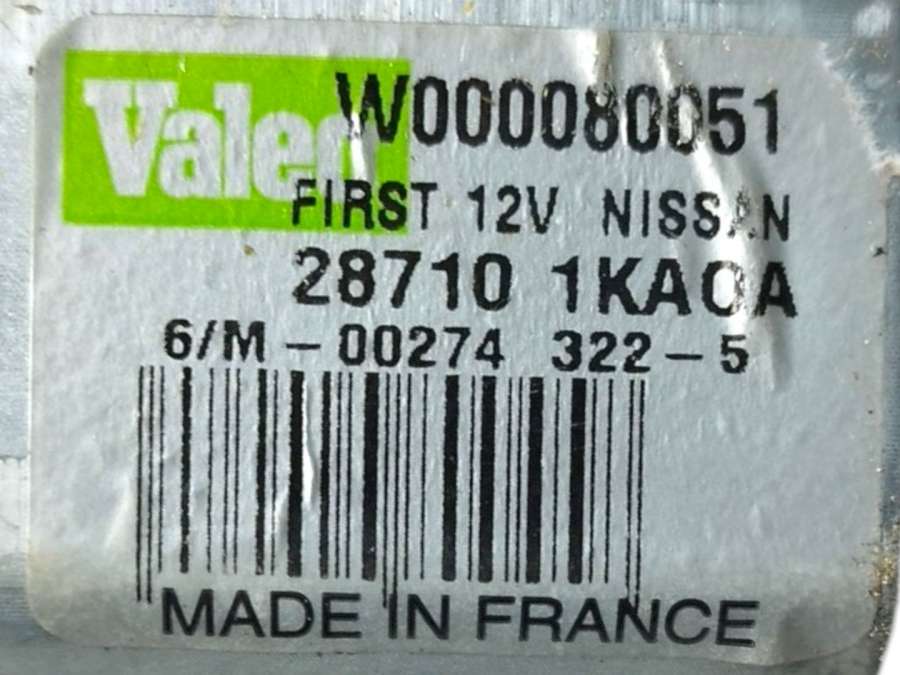 Valeo
W000080051
FIRST 12V NISSAN
28710 1KA0A
6/M-00274 322-5
MADE IN FRANCE